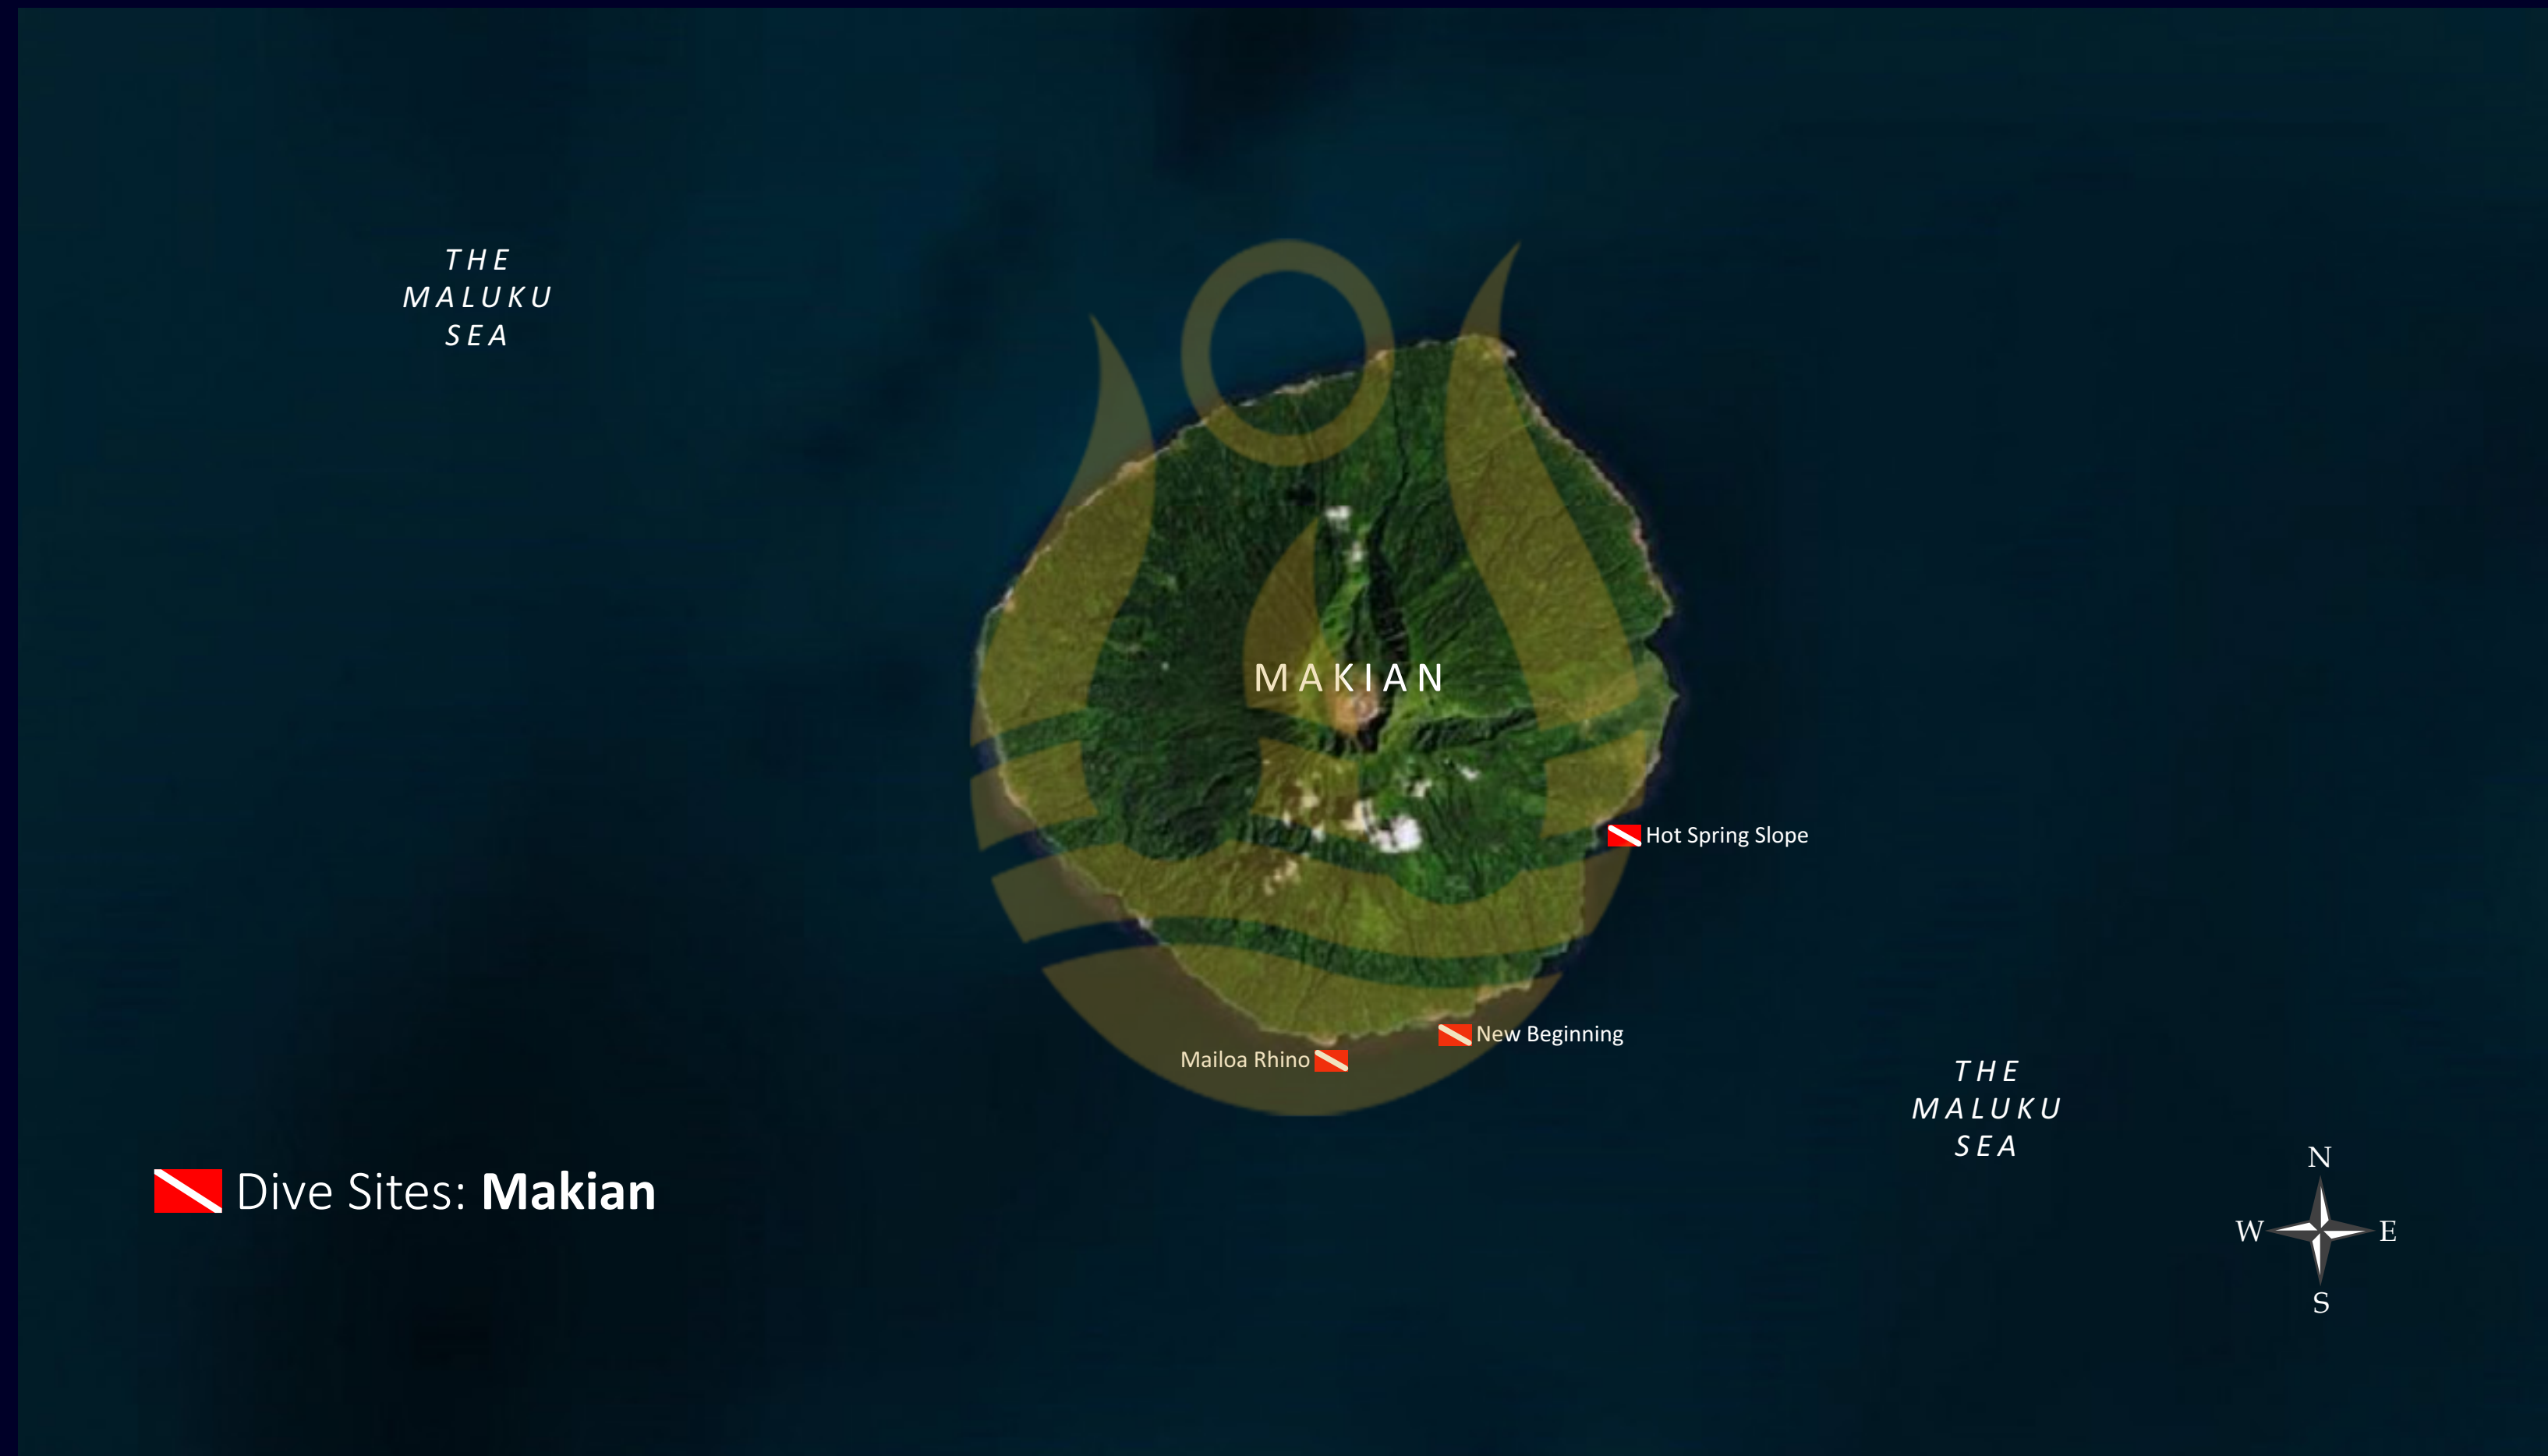 THE
MALUKU
SEA
MAKIAN
Hot Spring Slope
New Beginning
Mailoa Rhino
THE
MALUKU
SEA
Dive Sites: Makian
N
W E
S